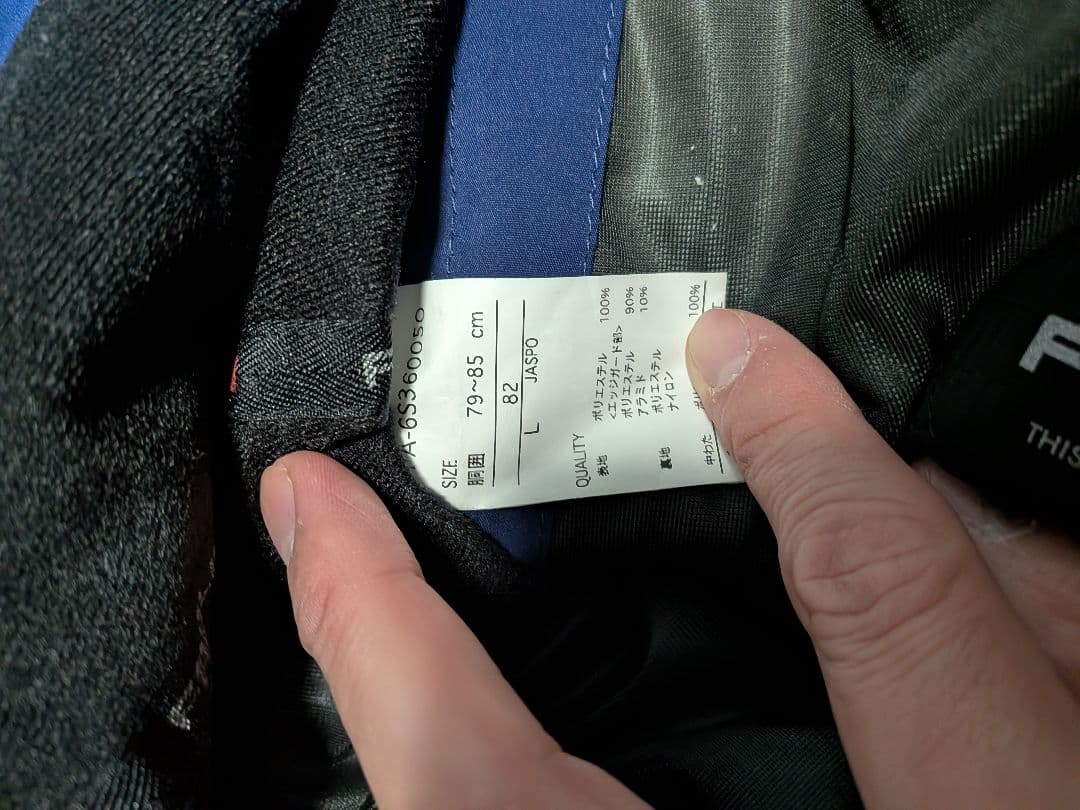 A-6S360050
SIZE
胴囲 79~85 cm
82
L JASPO
QUALITY
表地 ポリエステル 100%
<エッジガード部>
ポリエステル 90%
アラミド 10%
裏地 ポリエステル
ナイロン
中わた 100%
THIS